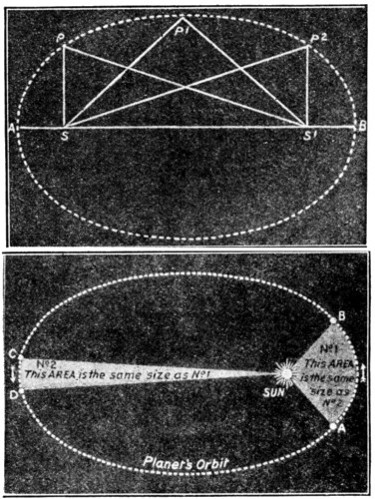 P
P1
P2
A
S
S1
B
B
C
Nº1
This AREA
is the same
size as
Nº2
Nº2
This AREA is the same size as Nº1
SUN
D
A
Planet's Orbit